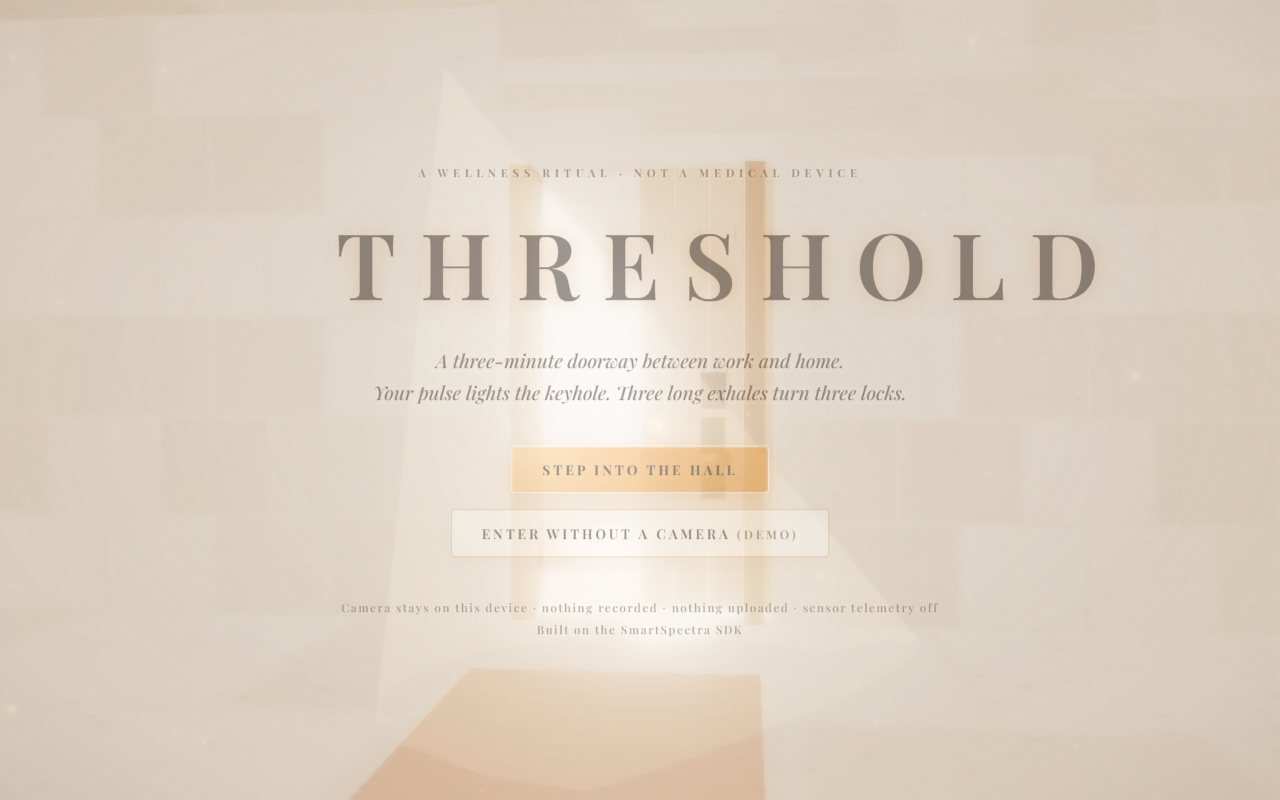 A WELLNESS RITUAL · NOT A MEDICAL DEVICE
THRESHOLD
A three-minute doorway between work and home.
Your pulse lights the keyhole. Three long exhales turn three locks.
STEP INTO THE HALL
ENTER WITHOUT A CAMERA (DEMO)
Camera stays on this device · nothing recorded · nothing uploaded · sensor telemetry off
Built on the SmartSpectra SDK